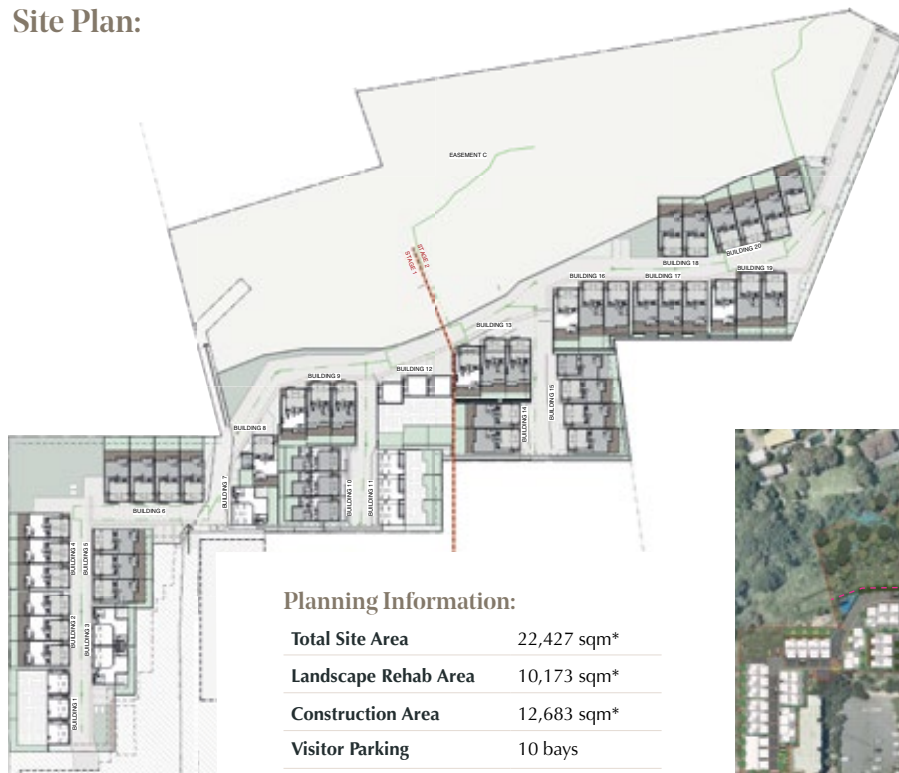 Site Plan:
EASEMENT C
STAGE 2
STAGE 1
BUILDING 20
BUILDING 18
BUILDING 19
BUILDING 16
BUILDING 17
BUILDING 13
BUILDING 12
BUILDING 9
BUILDING 15
BUILDING 14
BUILDING 8
BUILDING 7
BUILDING 10
BUILDING 11
BUILDING 6
BUILDING 4
BUILDING 5
BUILDING 2
BUILDING 3
BUILDING 1
Planning Information:
Total Site Area 22,427 sqm*
Landscape Rehab Area 10,173 sqm*
Construction Area 12,683 sqm*
Visitor Parking 10 bays